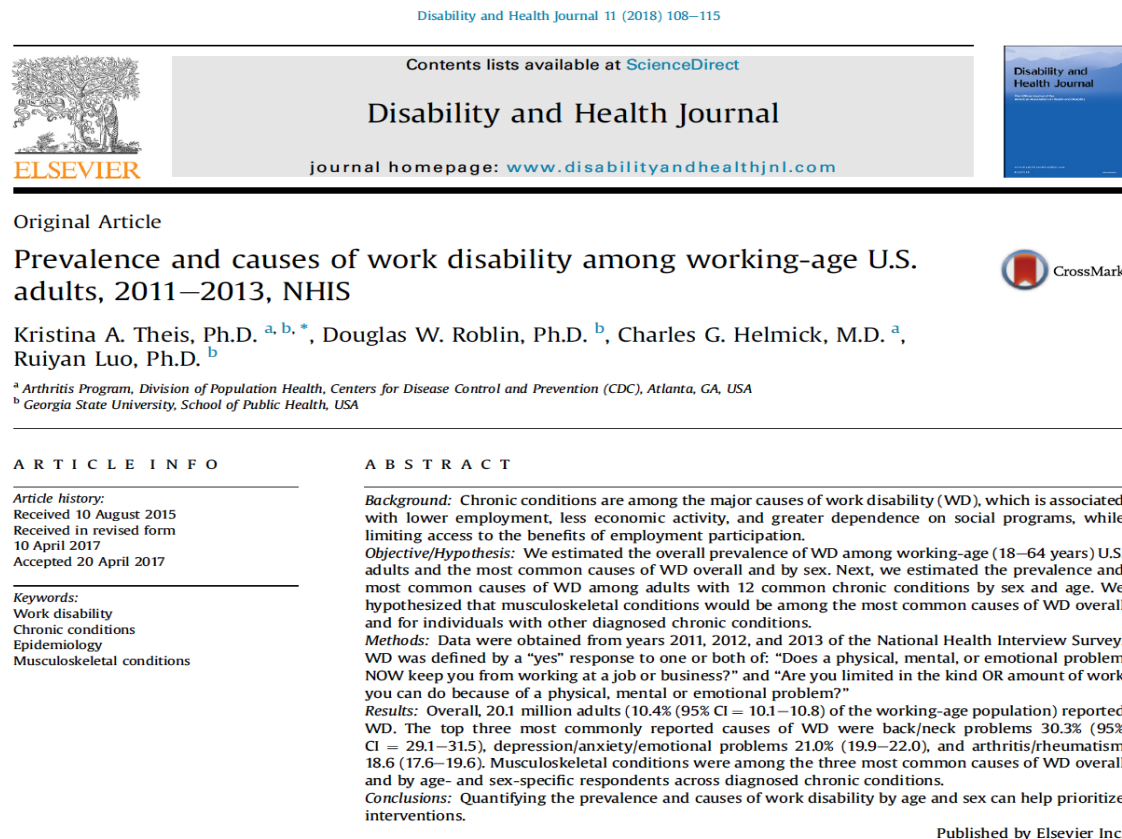 Disability and Health Journal 11 (2018) 108–115
Contents lists available at ScienceDirect
Disability and Health Journal
journal homepage: www.disabilityandhealthjnl.com
ELSEVIER
Disability and
Health Journal
Original Article
Prevalence and causes of work disability among working-age U.S.
adults, 2011–2013, NHIS
CrossMark
Kristina A. Theis, Ph.D. a, b, *, Douglas W. Roblin, Ph.D. b, Charles G. Helmick, M.D. a,
Ruiyan Luo, Ph.D. b
a Arthritis Program, Division of Population Health, Centers for Disease Control and Prevention (CDC), Atlanta, GA, USA
b Georgia State University, School of Public Health, USA
ARTICLE INFO
Article history:
Received 10 August 2015
Received in revised form
10 April 2017
Accepted 20 April 2017
Keywords:
Work disability
Chronic conditions
Epidemiology
Musculoskeletal conditions
ABSTRACT
Background: Chronic conditions are among the major causes of work disability (WD), which is associated
with lower employment, less economic activity, and greater dependence on social programs, while
limiting access to the benefits of employment participation.
Objective/Hypothesis: We estimated the overall prevalence of WD among working-age (18–64 years) U.S.
adults and the most common causes of WD overall and by sex. Next, we estimated the prevalence and
most common causes of WD among adults with 12 common chronic conditions by sex and age. We
hypothesized that musculoskeletal conditions would be among the most common causes of WD overall
and for individuals with other diagnosed chronic conditions.
Methods: Data were obtained from years 2011, 2012, and 2013 of the National Health Interview Survey.
WD was defined by a “yes” response to one or both of: “Does a physical, mental, or emotional problem
NOW keep you from working at a job or business?” and “Are you limited in the kind OR amount of work
you can do because of a physical, mental or emotional problem?”
Results: Overall, 20.1 million adults (10.4% (95% CI = 10.1–10.8) of the working-age population) reported
WD. The top three most commonly reported causes of WD were back/neck problems 30.3% (95%
CI = 29.1–31.5), depression/anxiety/emotional problems 21.0% (19.9–22.0), and arthritis/rheumatism
18.6 (17.6–19.6). Musculoskeletal conditions were among the three most common causes of WD overall
and by age- and sex-specific respondents across diagnosed chronic conditions.
Conclusions: Quantifying the prevalence and causes of work disability by age and sex can help prioritize
interventions.
Published by Elsevier Inc